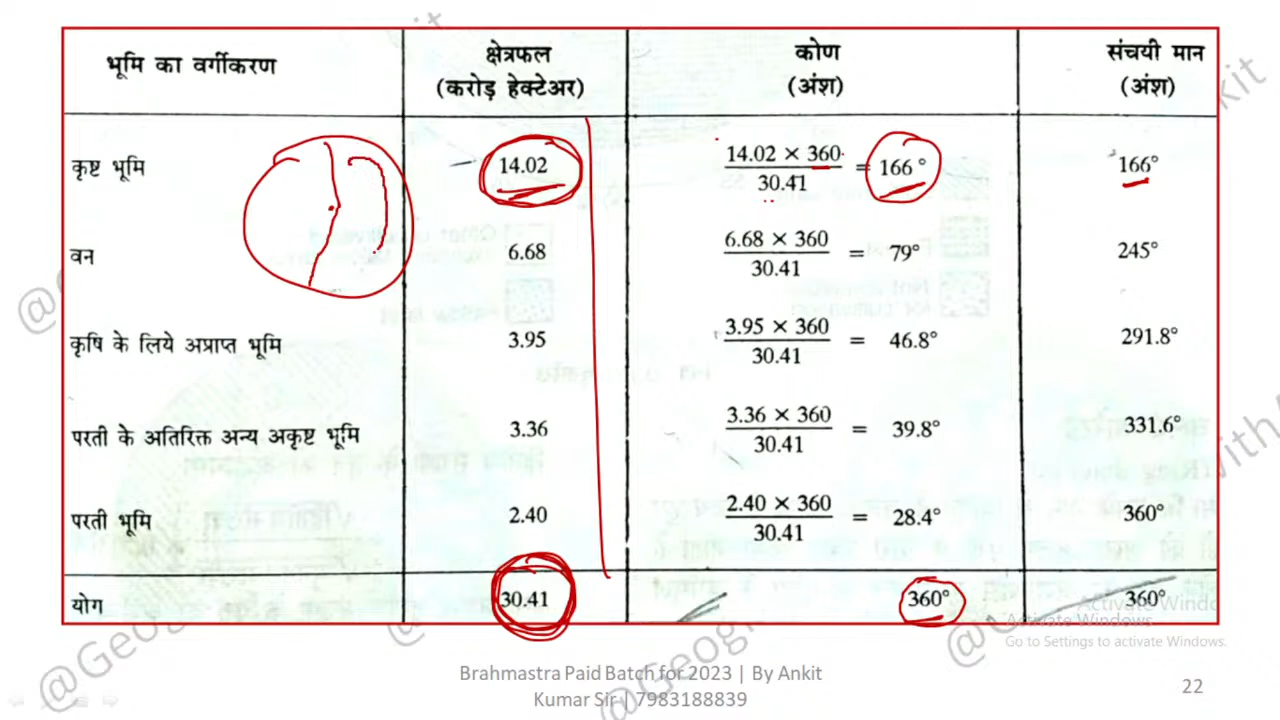 भूमि का वर्गीकरण क्षेत्रफल कोण संचयी मान
(करोड़ हेक्टेअर) (अंश) (अंश)
कृष्ट भूमि 14.02 14.02 × 360 / 30.41 = 166° 166°
वन 6.68 6.68 × 360 / 30.41 = 79° 245°
कृषि के लिये अप्राप्त भूमि 3.95 3.95 × 360 / 30.41 = 46.8° 291.8°
परती के अतिरिक्त अन्य अकृष्ट भूमि 3.36 3.36 × 360 / 30.41 = 39.8° 331.6°
परती भूमि 2.40 2.40 × 360 / 30.41 = 28.4° 360°
योग 30.41 360° 360°
Activate Windows
Go to Settings to activate Windows.
Brahmastra Paid Batch for 2023 | By Ankit
Kumar Sir | 7983188839
22